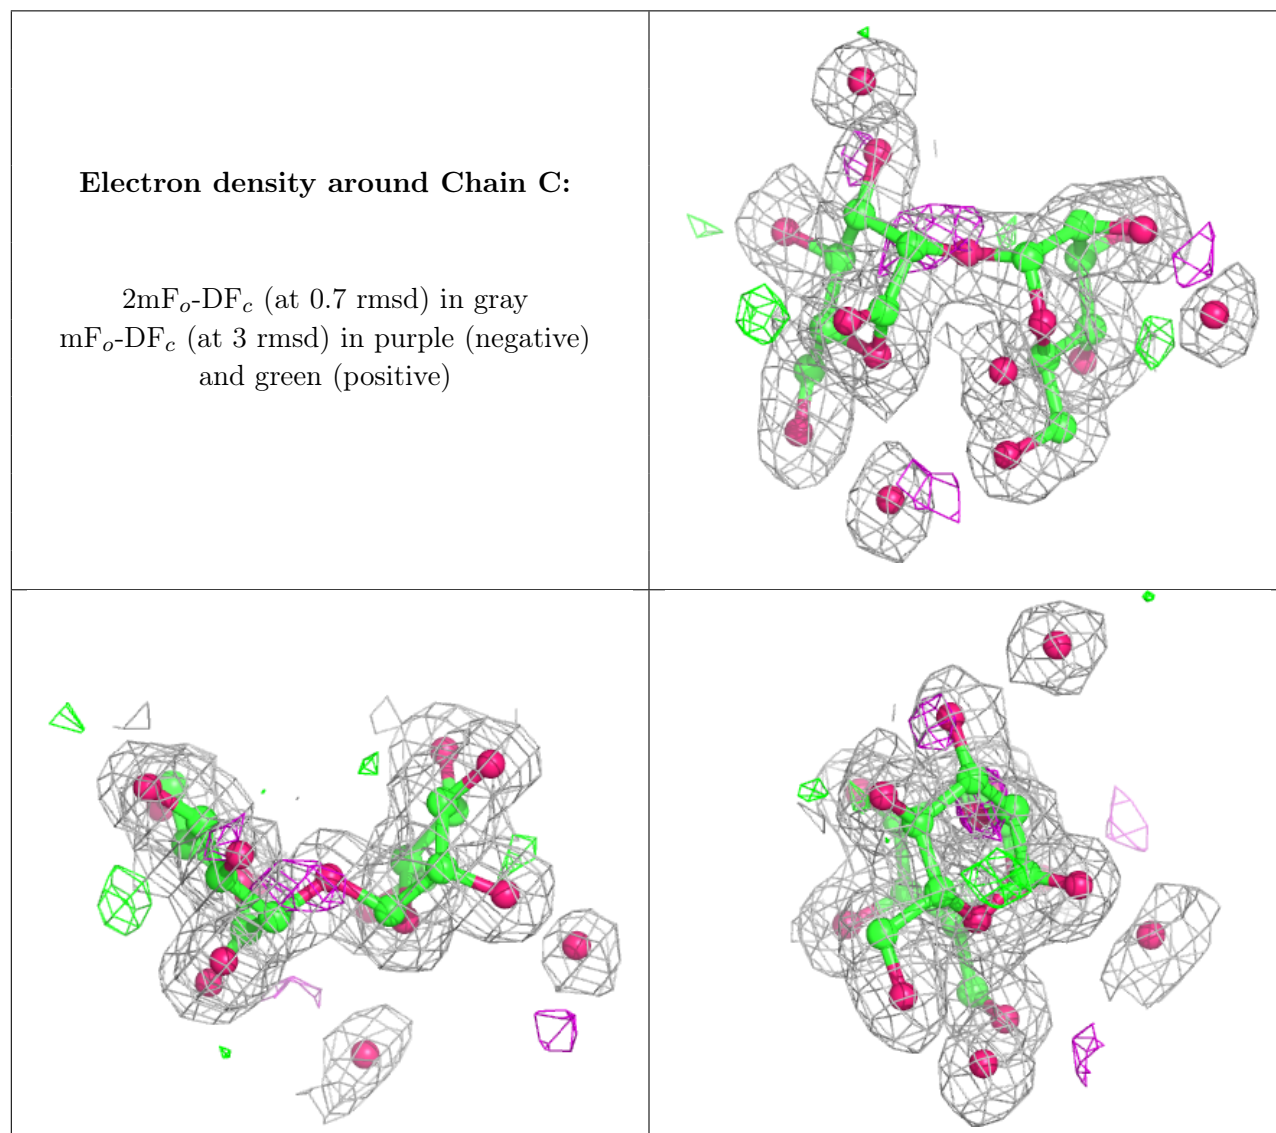 Electron density around Chain C:
2mFo-DFc (at 0.7 rmsd) in gray
mFo-DFc (at 3 rmsd) in purple (negative)
and green (positive)